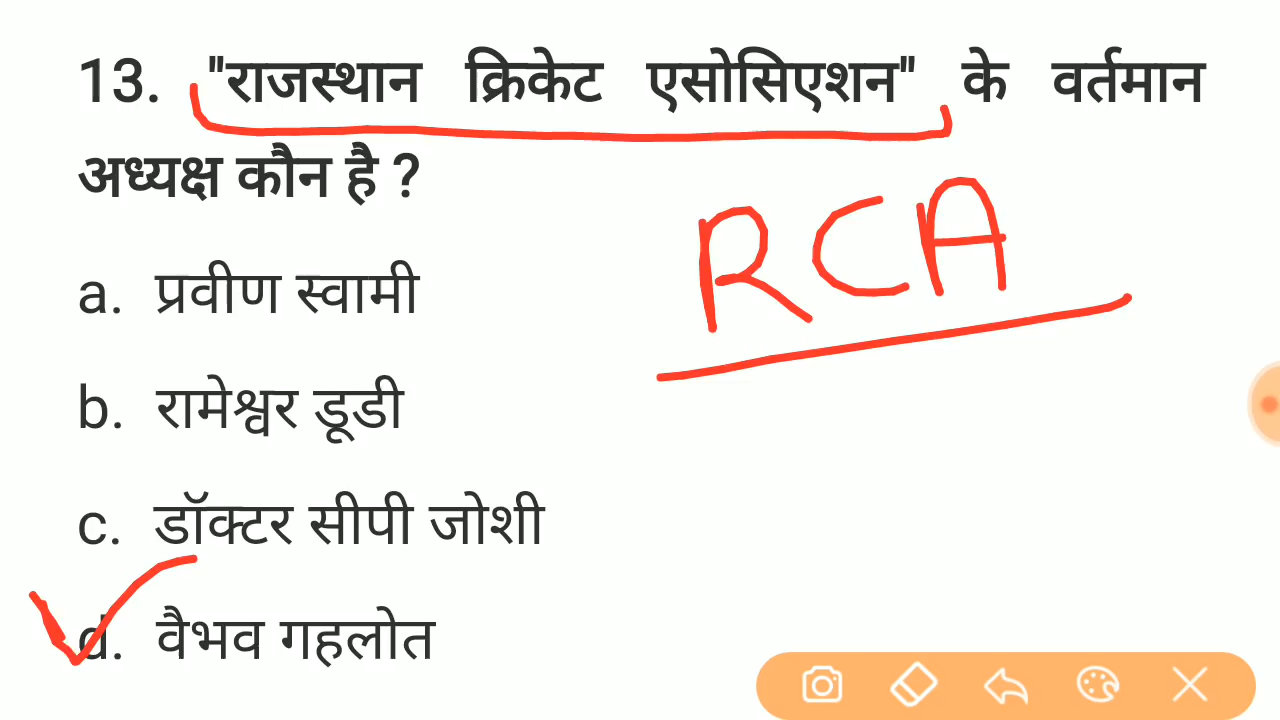 13. "राजस्थान क्रिकेट एसोसिएशन" के वर्तमान
अध्यक्ष कौन है ?
RCA
a. प्रवीण स्वामी
b. रामेश्वर डूडी
c. डॉक्टर सीपी जोशी
d. वैभव गहलोत